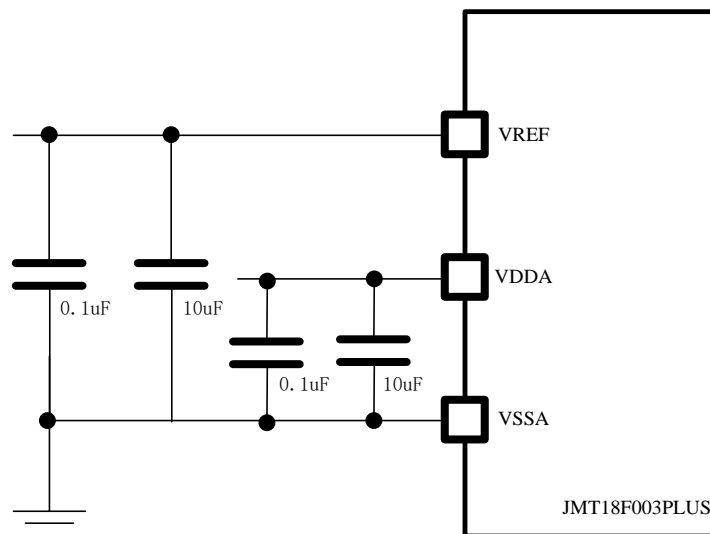 VREF
0.1uF
10uF
VDDA
0.1uF
10uF
VSSA
JMT18F003PLUS